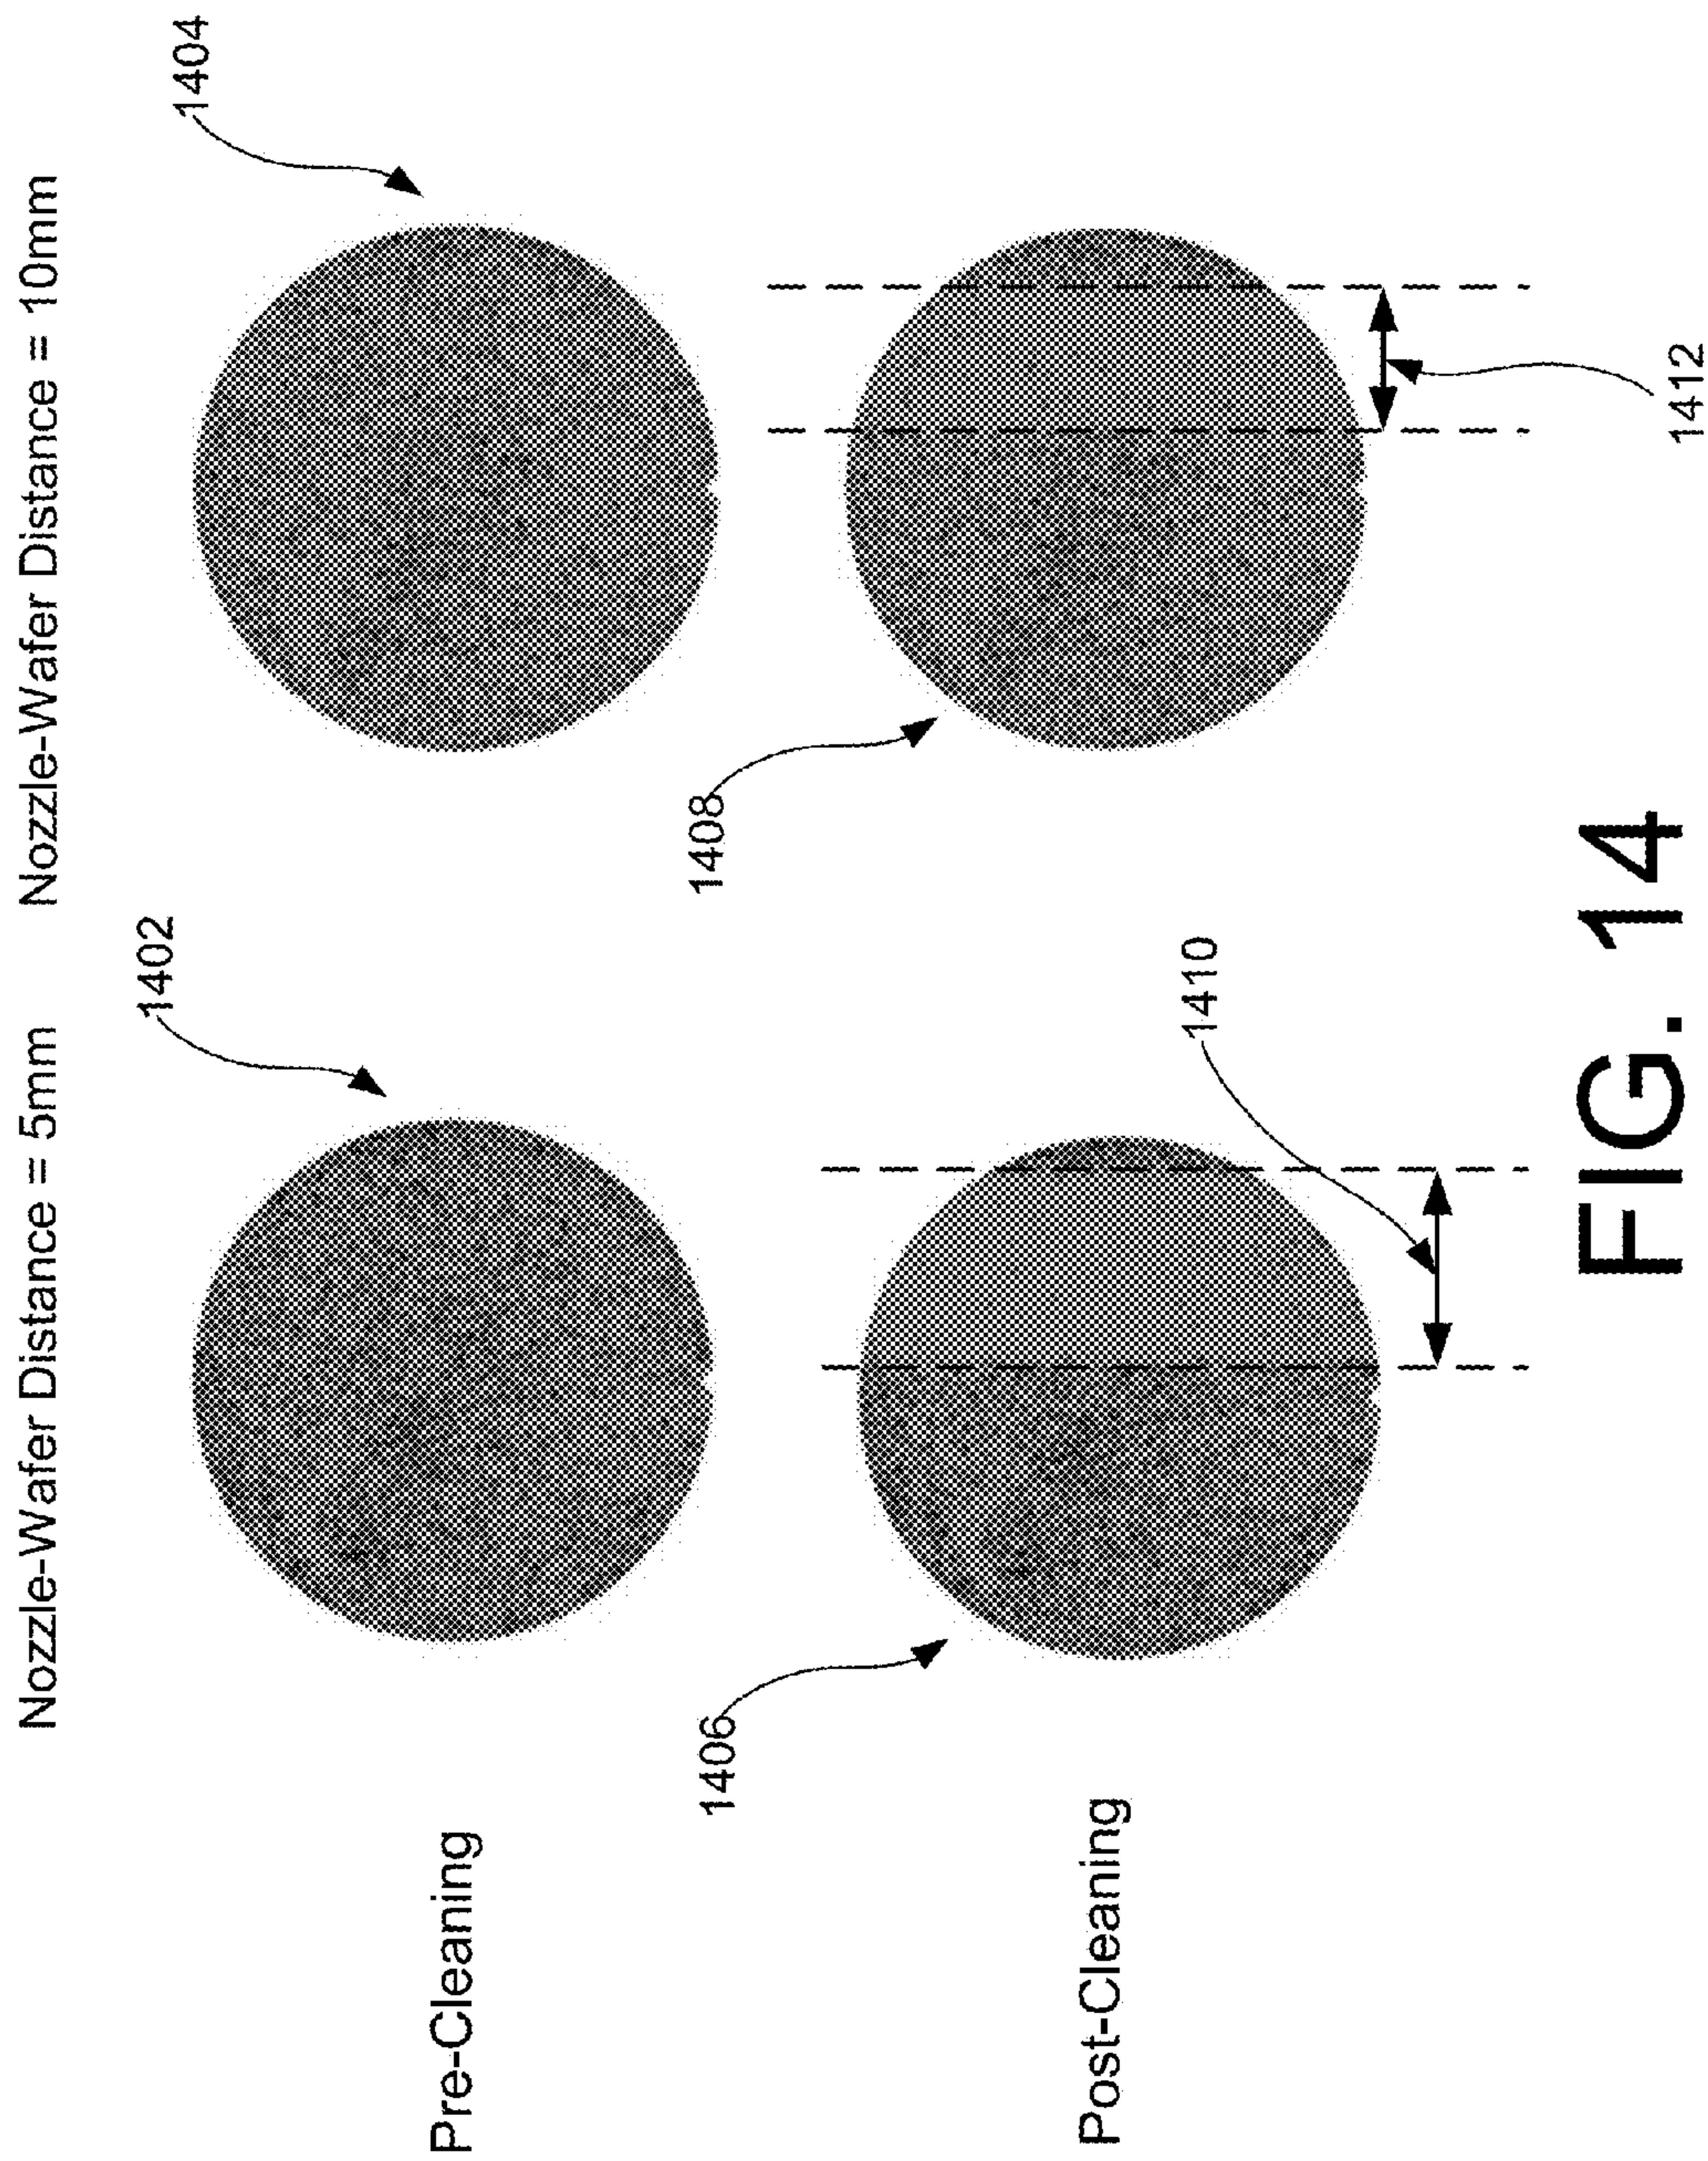 Nozzle-Wafer Distance = 5mm
Nozzle-Wafer Distance = 10mm
1402
1404
Pre-Cleaning
1406
1408
Post-Cleaning
1410
1412
FIG. 14